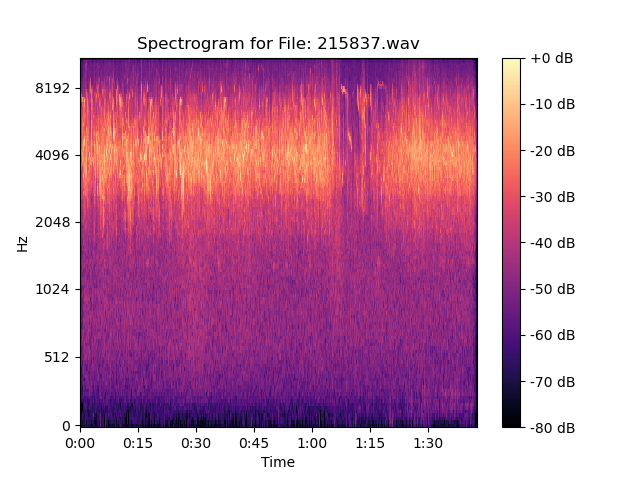 Spectrogram for File: 215837.wav
+0 dB
8192
-10 dB
-20 dB
4096
-30 dB
2048
Hz
-40 dB
1024
-50 dB
512
-60 dB
-70 dB
0
-80 dB
0:00 0:15 0:30 0:45 1:00 1:15 1:30
Time